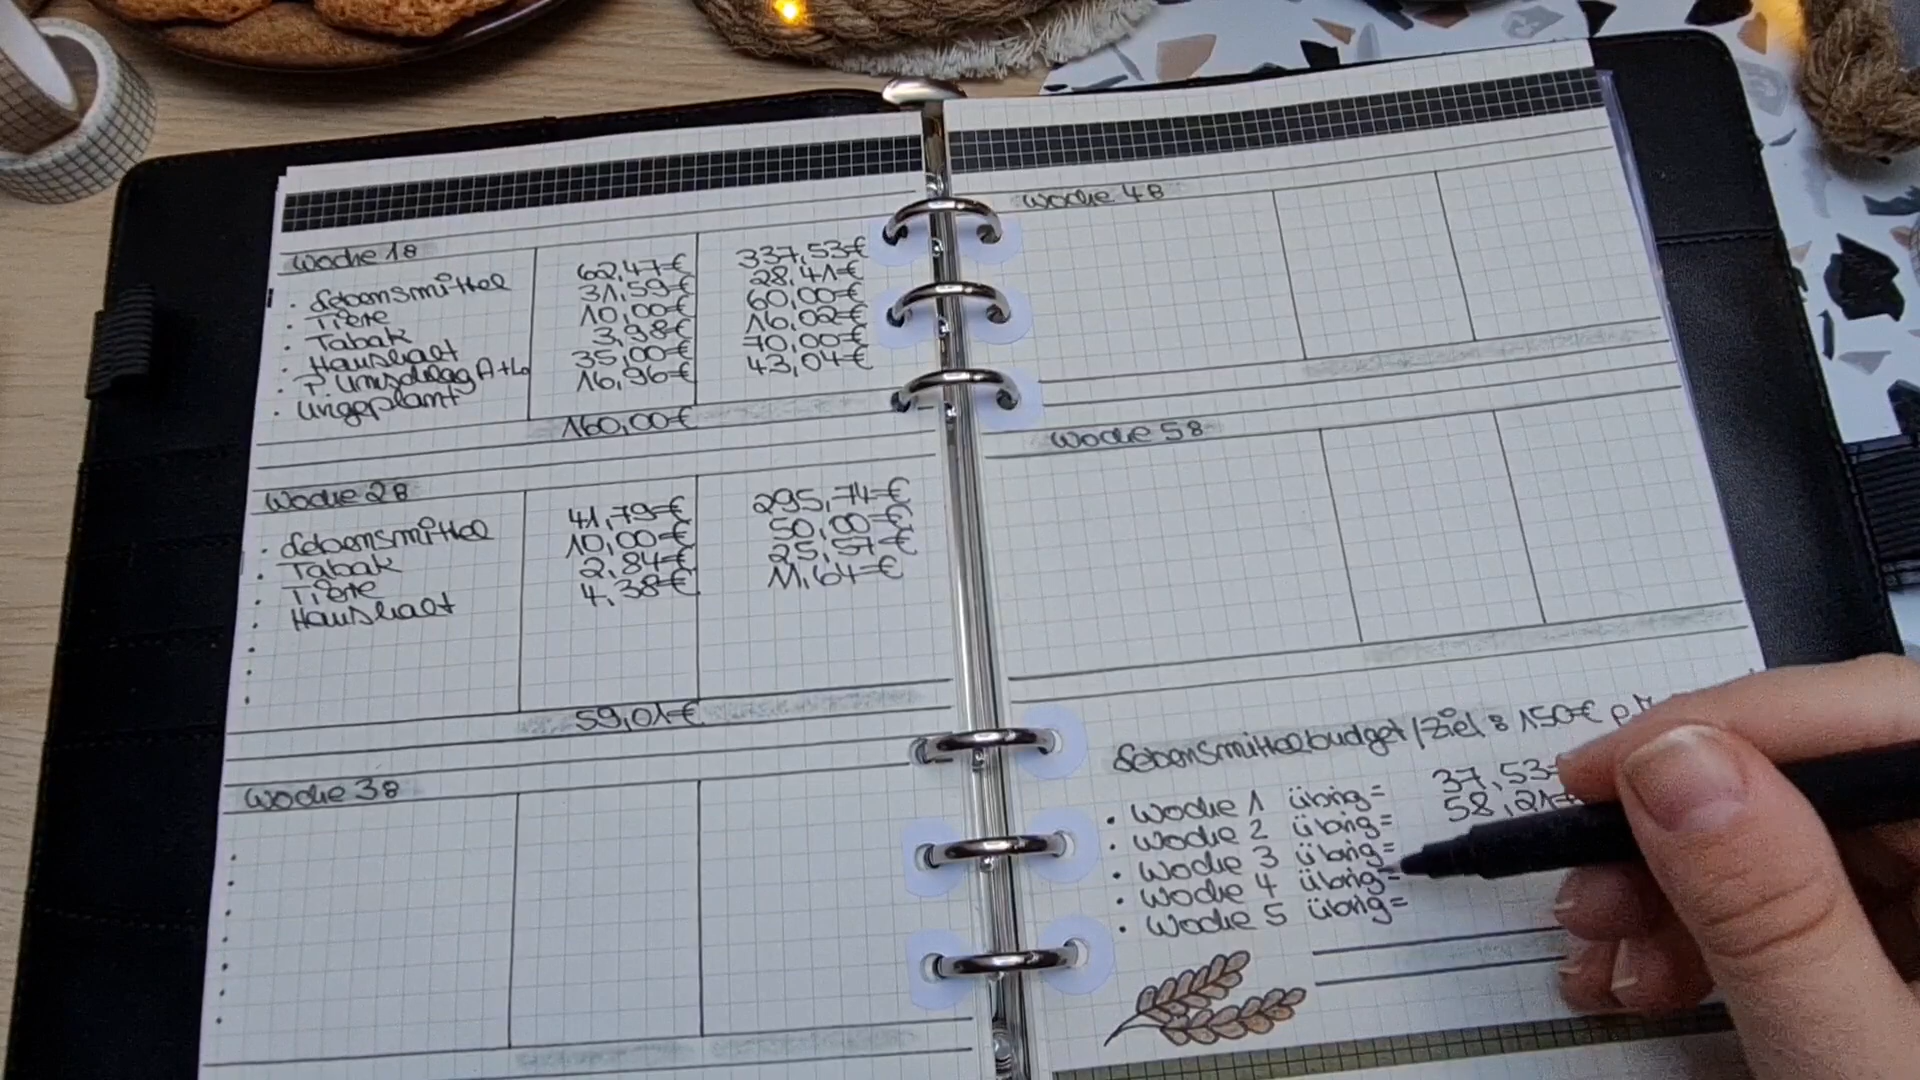 Woche 1:
· Lebensmittel 62,47€ 337,53€
· Tiere 31,59€ 28,41€
· Tabak 10,00€ 60,00€
· Haushalt 3,98€ 16,02€
· P. Umschlag A+L 35,00€ 70,00€
· Ungeplant 16,96€ 43,04€
160,00€
Woche 2:
· Lebensmittel 41,79€ 295,74€
· Tabak 10,00€ 50,00€
· Tiere 2,84€ 25,57€
· Haushalt 4,38€ 11,64€
59,01€
Woche 3:
Woche 4:
Woche 5:
Lebensmittelbudget/Ziel: 150€ p.
· Woche 1 übrig= 37,53€
· Woche 2 übrig= 58,21€
· Woche 3 übrig=
· Woche 4 übrig=
· Woche 5 übrig=